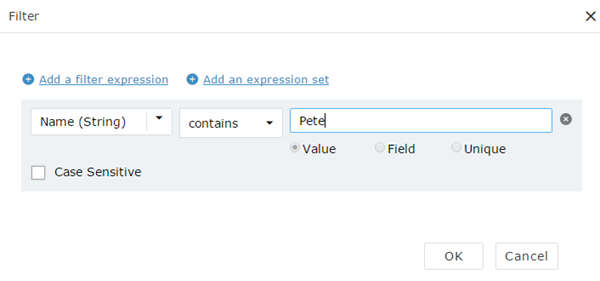 Filter
Add a filter expression Add an expression set
Name (String) contains Pete
Value Field Unique
Case Sensitive
OK Cancel